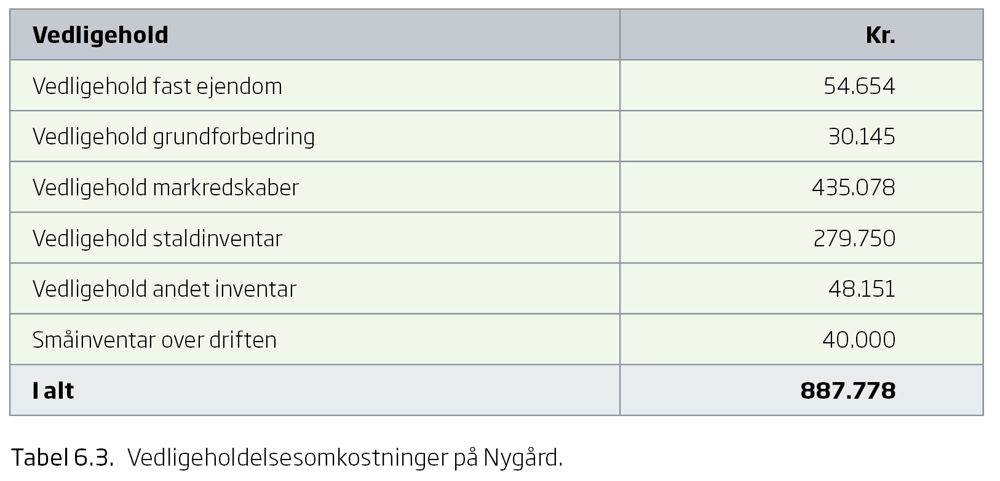 Vedligehold Kr.
Vedligehold fast ejendom 54.654
Vedligehold grundforbedring 30.145
Vedligehold markredskaber 435.078
Vedligehold staldinventar 279.750
Vedligehold andet inventar 48.151
Småinventar over driften 40.000
I alt 887.778
Tabel 6.3. Vedligeholdelsesomkostninger på Nygård.